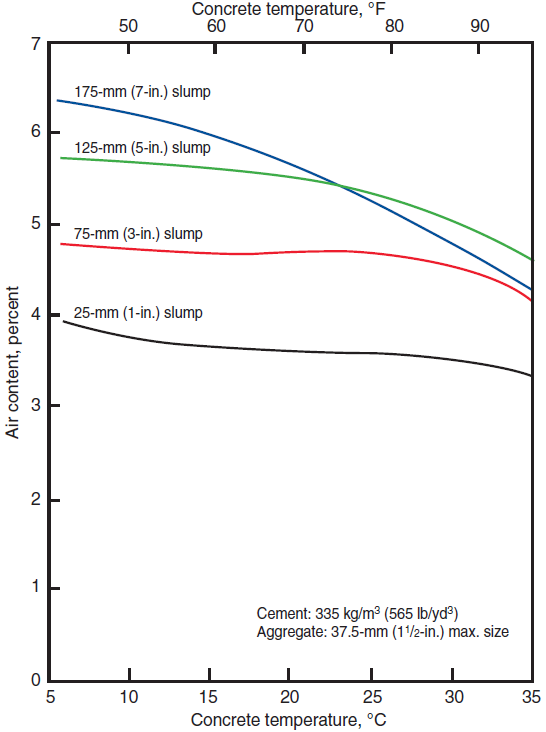 Concrete temperature, °F
50 60 70 80 90
7
175-mm (7-in.) slump
6
125-mm (5-in.) slump
5
75-mm (3-in.) slump
4
25-mm (1-in.) slump
3
2
1
0
Air content, percent
Cement: 335 kg/m³ (565 lb/yd³)
Aggregate: 37.5-mm (1¹/2-in.) max. size
5 10 15 20 25 30 35
Concrete temperature, °C